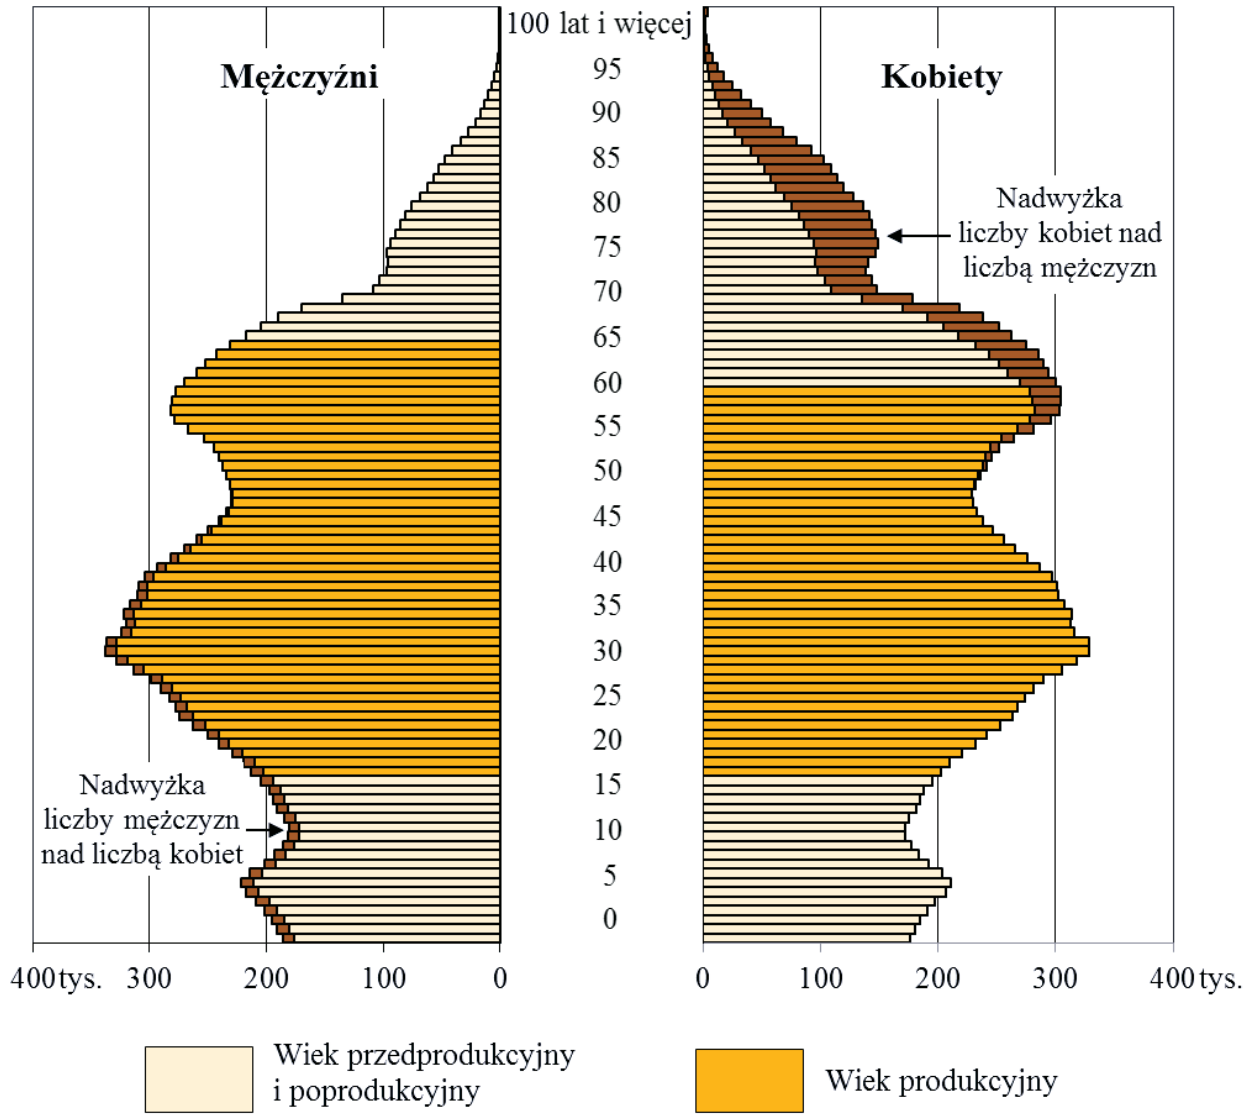 100 lat i więcej
Mężczyźni
Kobiety
95
90
85
80
75
70
65
60
55
50
45
40
35
30
25
20
15
10
5
0
Nadwyżka
liczby kobiet nad
liczbą mężczyzn
Nadwyżka
liczby mężczyzn
nad liczbą kobiet
400 tys. 300 200 100 0
0 100 200 300 400 tys.
Wiek przedprodukcyjny
i poprodukcyjny
Wiek produkcyjny